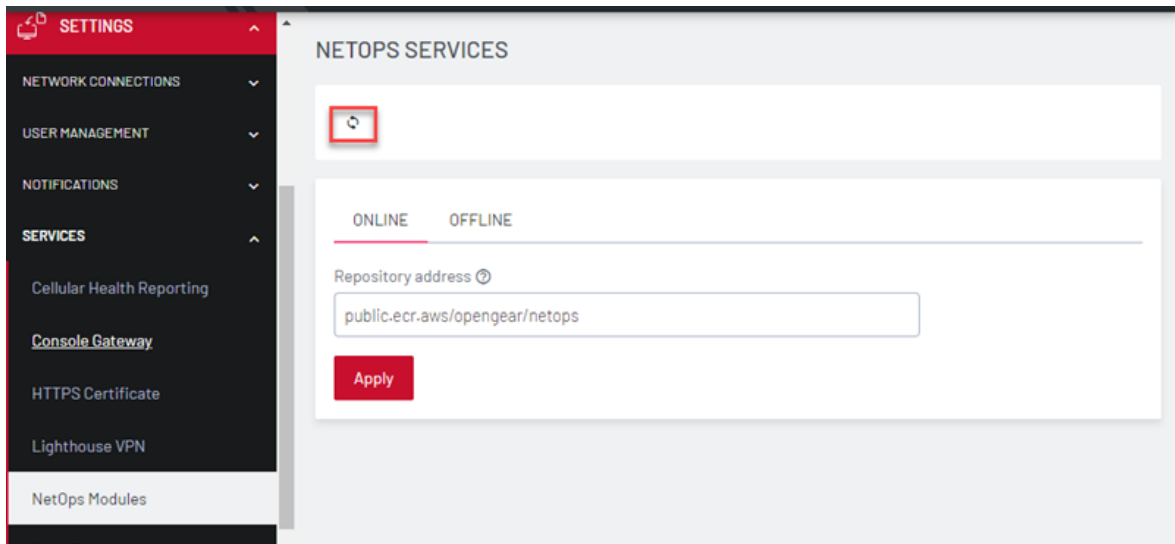 SETTINGS
NETWORK CONNECTIONS
USER MANAGEMENT
NOTIFICATIONS
SERVICES
Cellular Health Reporting
Console Gateway
HTTPS Certificate
Lighthouse VPN
NetOps Modules
NETOPS SERVICES
ONLINE OFFLINE
Repository address
public.ecr.aws/opengear/netops
Apply